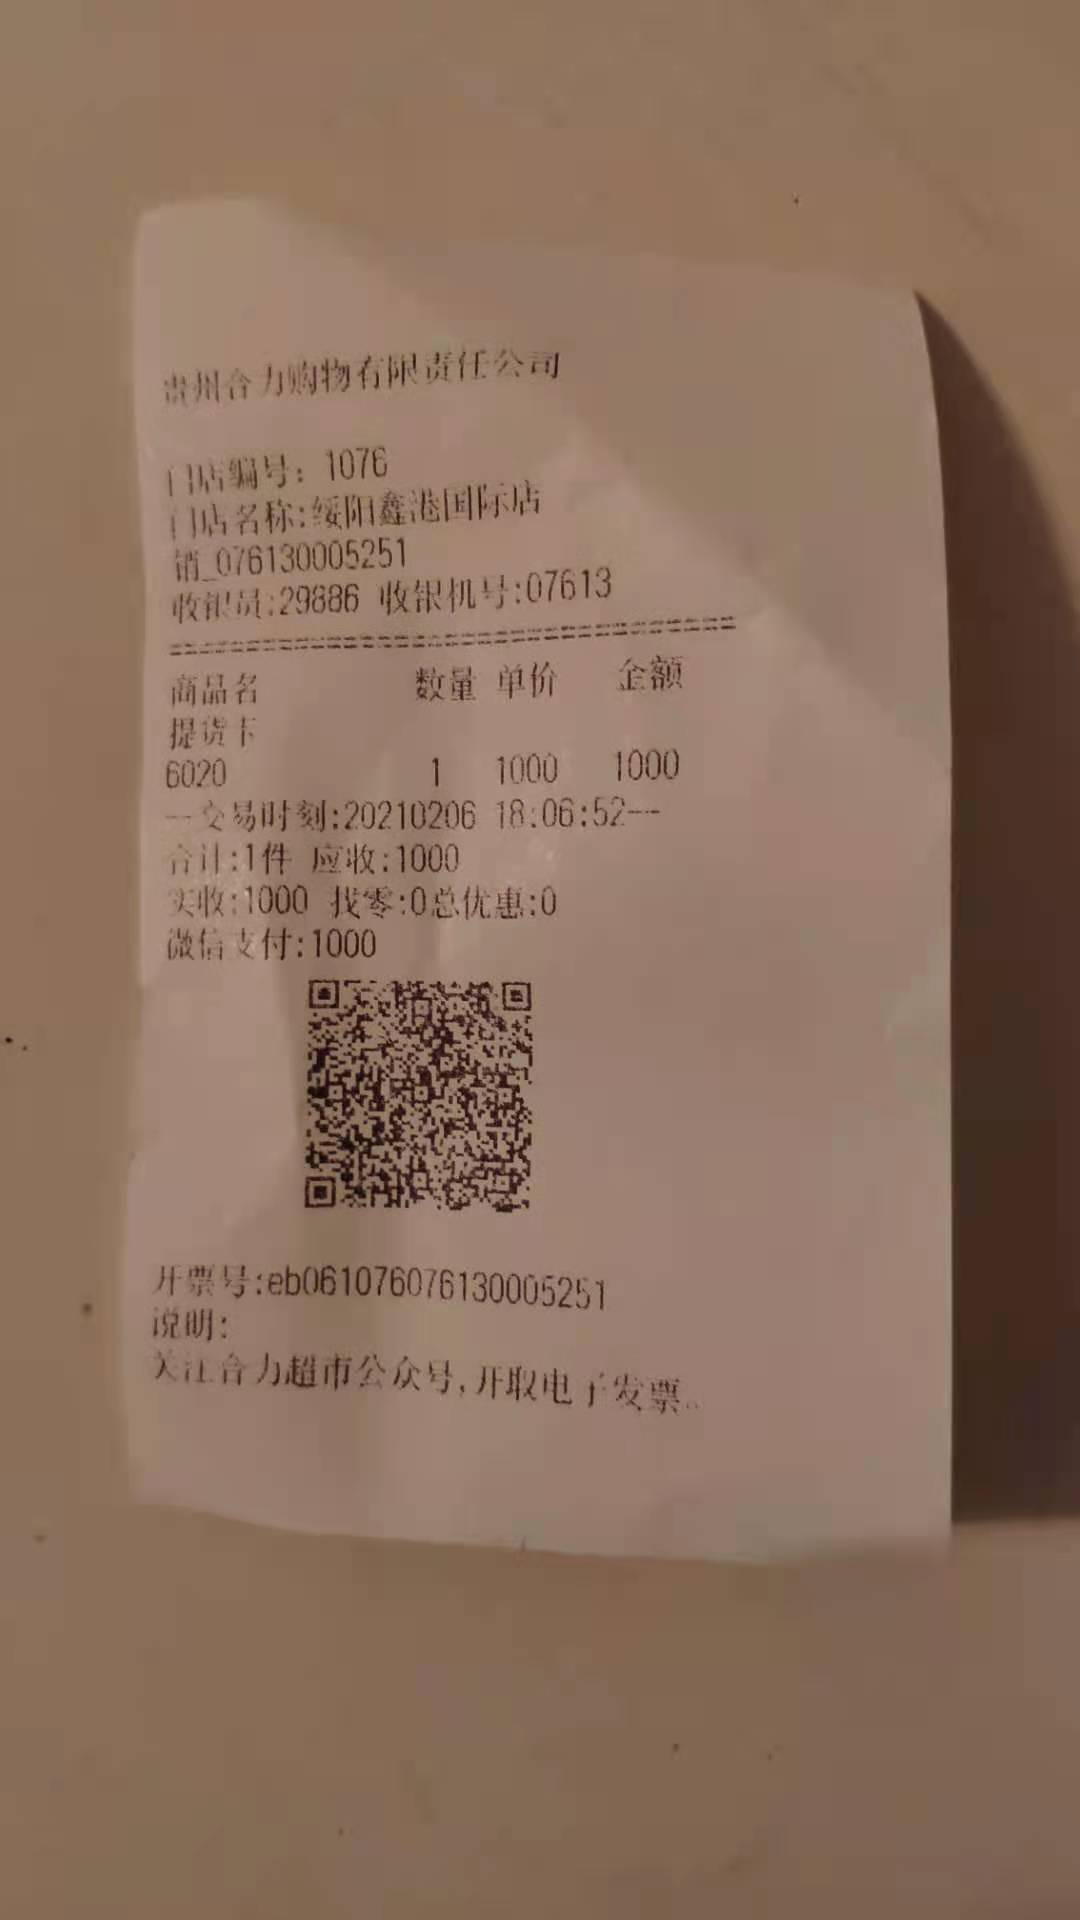 贵州合力购物有限责任公司
门店编号：1076
门店名称:绥阳鑫港国际店
销_076130005251
收银员:29886 收银机号:07613
商品名 数量 单价 金额
提货卡
6020 1 1000 1000
--交易时刻:20210206 18:06:52--
合计:1件 应收:1000
实收:1000 找零:0总优惠:0
微信支付:1000
开票号:eb061076076130005251
说明:
关注合力超市公众号,开取电子发票..